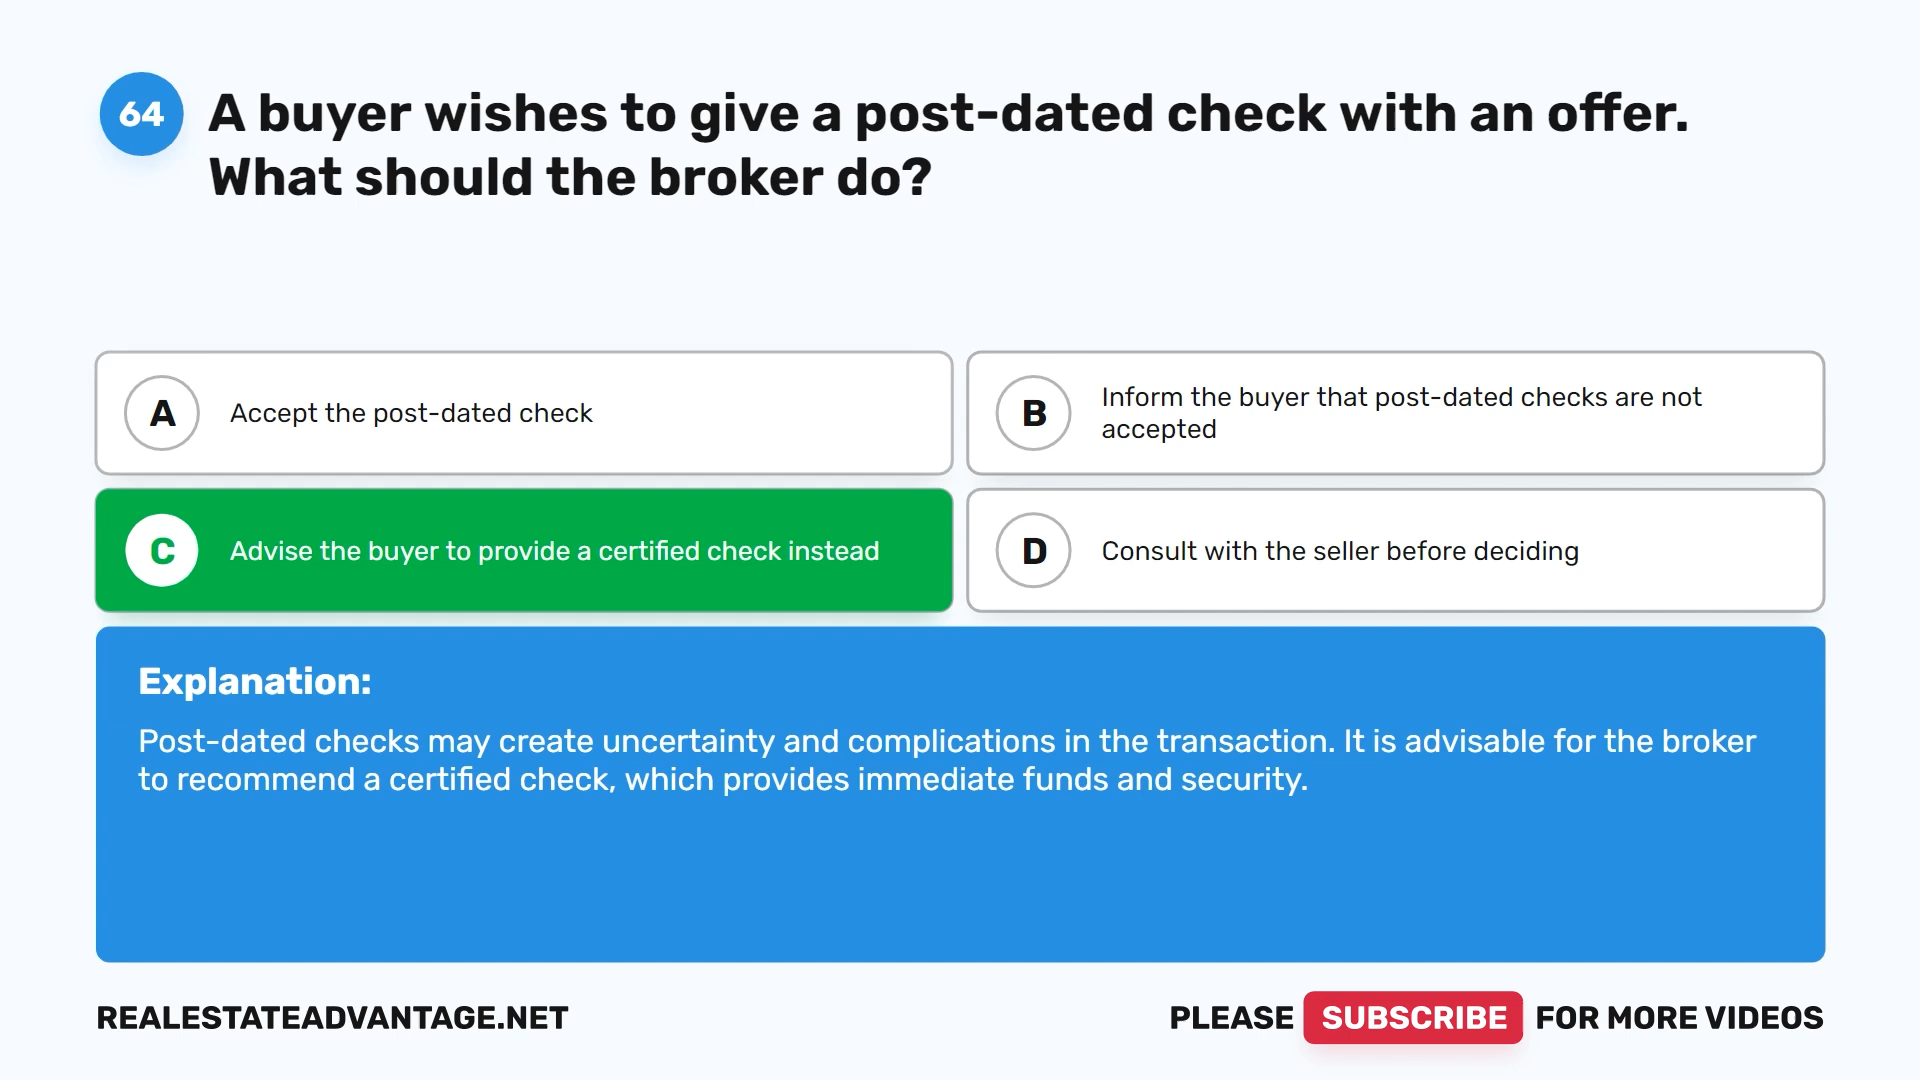 64
A buyer wishes to give a post-dated check with an offer.
What should the broker do?
A
Accept the post-dated check
B
Inform the buyer that post-dated checks are not
accepted
C
Advise the buyer to provide a certified check instead
D
Consult with the seller before deciding
Explanation:
Post-dated checks may create uncertainty and complications in the transaction. It is advisable for the broker
to recommend a certified check, which provides immediate funds and security.
REALESTATEADVANTAGE.NET
PLEASE SUBSCRIBE FOR MORE VIDEOS